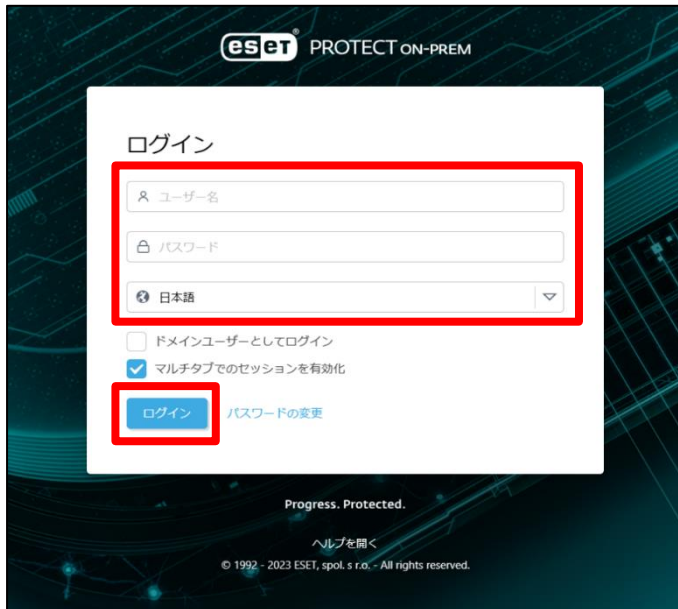 eset® PROTECT ON-PREM
ログイン
ユーザー名
パスワード
日本語
ドメインユーザーとしてログイン
マルチタブでのセッションを有効化
ログイン パスワードの変更
Progress. Protected.
ヘルプを開く
© 1992 - 2023 ESET, spol. s r.o. - All rights reserved.